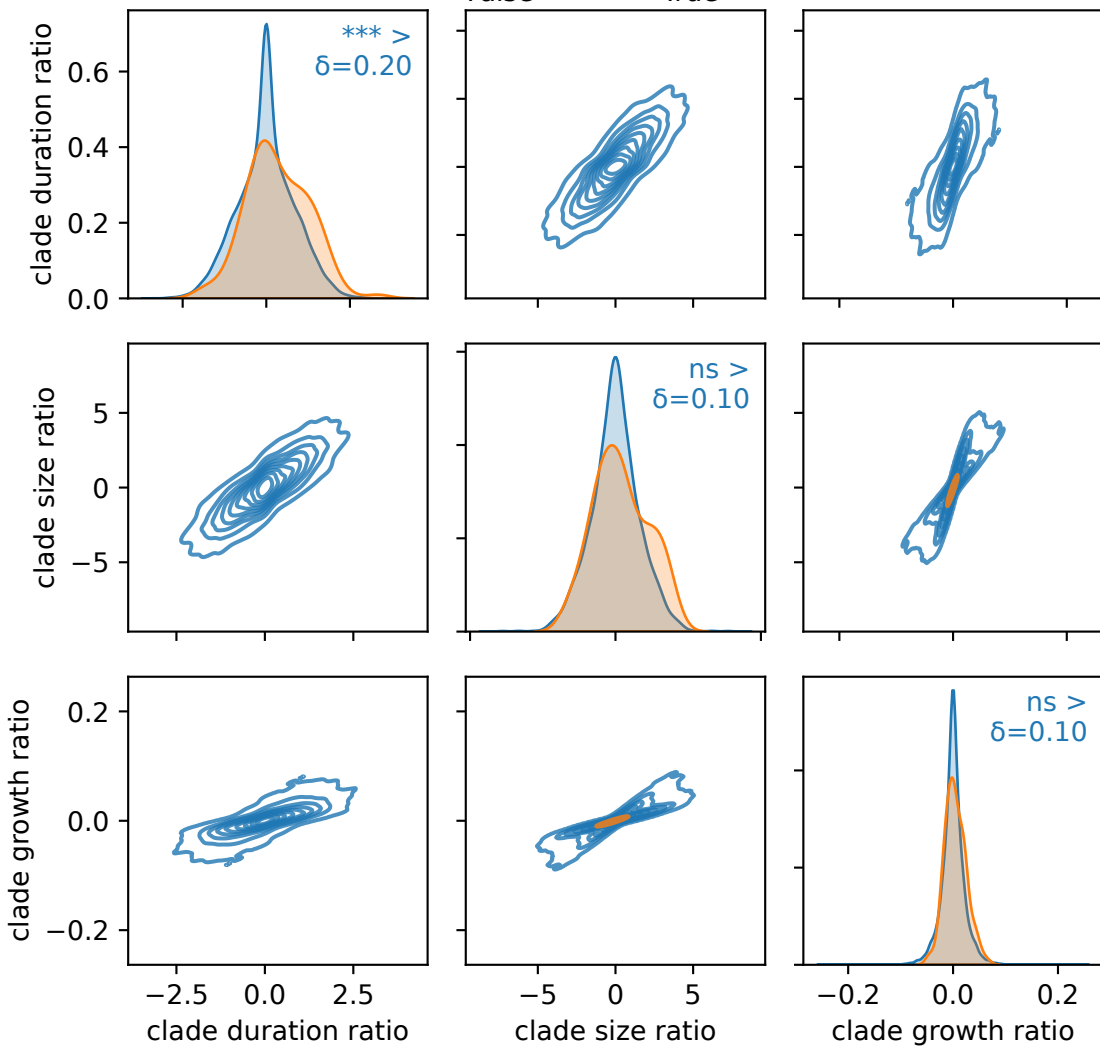 clade duration ratio
0.6
0.4
0.2
0.0
*** >
δ=0.20
clade size ratio
5
0
−5
ns >
δ=0.10
clade growth ratio
0.2
0.0
−0.2
ns >
δ=0.10
−2.5 0.0 2.5 −5 0 5 −0.2 0.0 0.2
clade duration ratio clade size ratio clade growth ratio